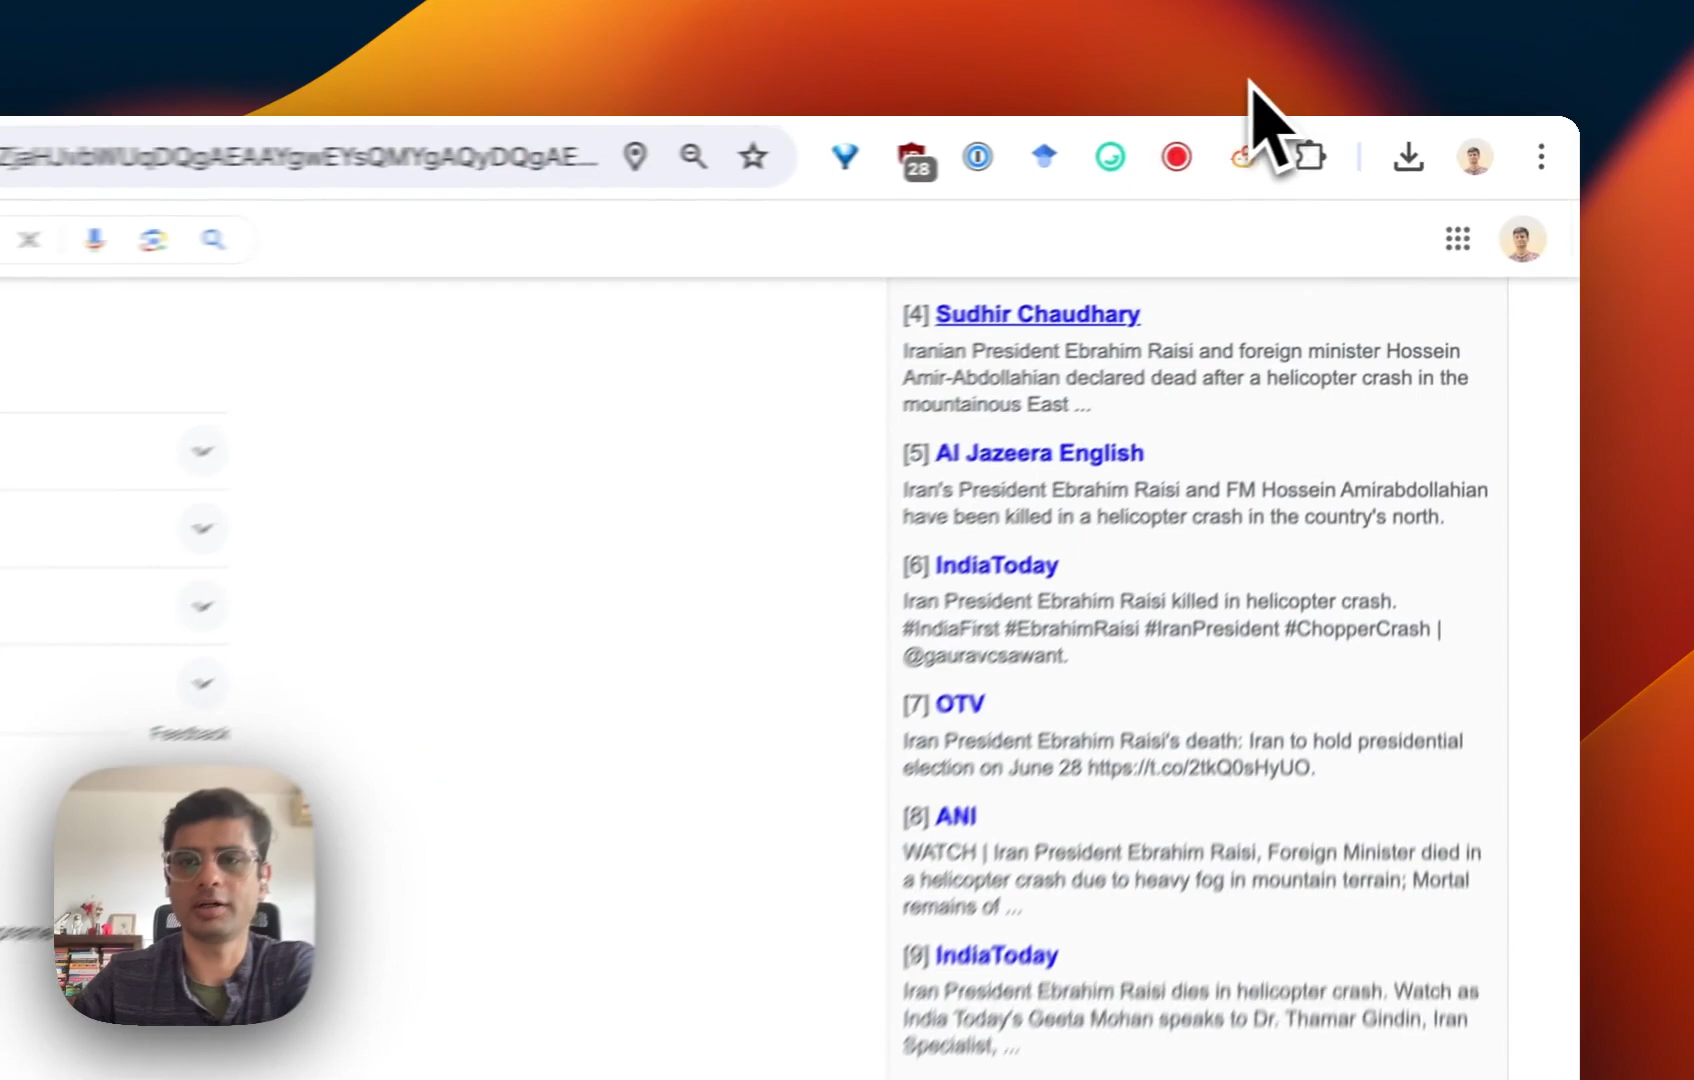 28
[4] Sudhir Chaudhary
Iranian President Ebrahim Raisi and foreign minister Hossein
Amir-Abdollahian declared dead after a helicopter crash in the
mountainous East ...
[5] Al Jazeera English
Iran's President Ebrahim Raisi and FM Hossein Amirabdollahian
have been killed in a helicopter crash in the country's north.
[6] IndiaToday
Iran President Ebrahim Raisi killed in helicopter crash.
#IndiaFirst #EbrahimRaisi #IranPresident #ChopperCrash |
@gauravcsawant.
[7] OTV
Iran President Ebrahim Raisi's death: Iran to hold presidential
election on June 28 https://t.co/2tkQ0sHyUO.
Feedback
[8] ANI
WATCH | Iran President Ebrahim Raisi, Foreign Minister died in
a helicopter crash due to heavy fog in mountain terrain; Mortal
remains of ...
[9] IndiaToday
Iran President Ebrahim Raisi dies in helicopter crash. Watch as
India Today's Geeta Mohan speaks to Dr. Thamar Gindin, Iran
Specialist, ...